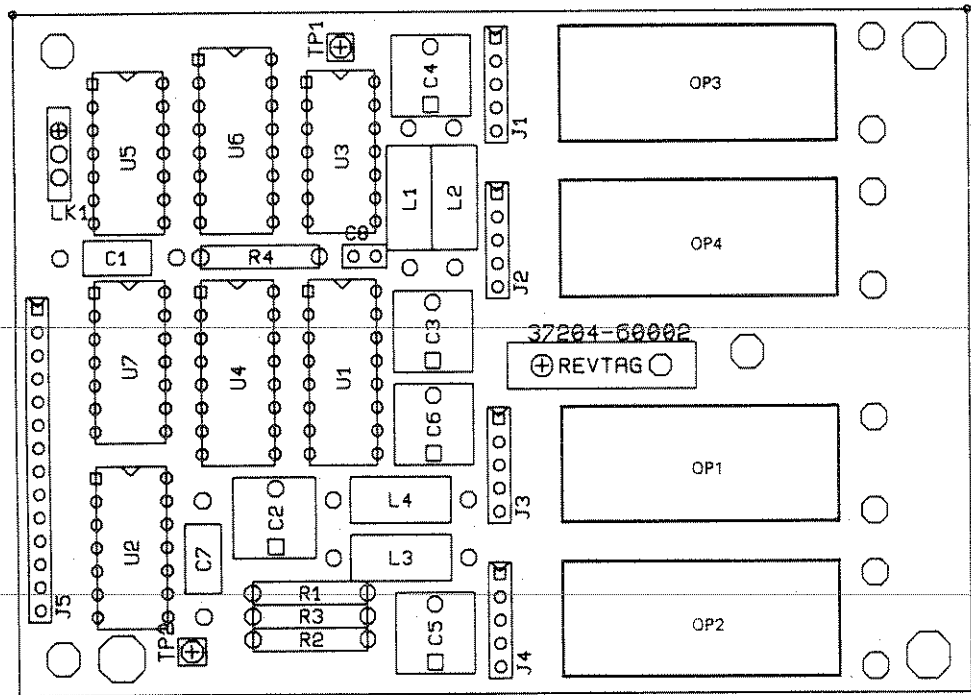 TP1
C4
J1
OP3
U5
U6
U3
LK1
L1
L2
J2
OP4
C1
R4
C8
37204-60002
REVTAG
U7
U4
U1
C3
C6
J3
OP1
J5
U2
C7
C2
L4
L3
R1
R3
R2
C5
J4
OP2
TP2